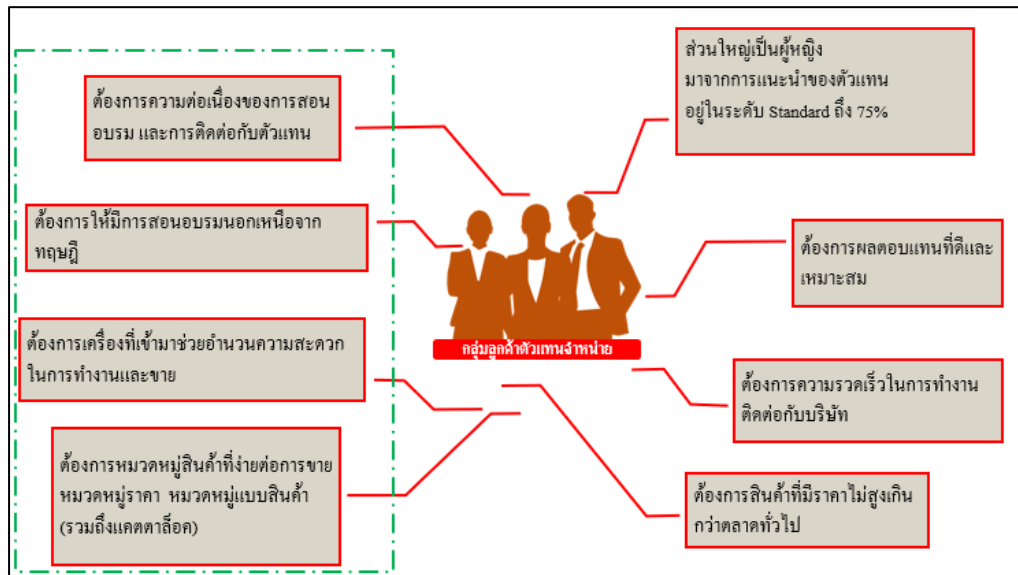 ต้องการความต่อเนื่องของการสอน
อบรม และการติดต่อกับตัวแทน
ต้องการให้มีการสอนอบรมนอกเหนือจาก
ทฤษฎี
ต้องการเครื่องที่เข้ามาช่วยอำนวนความสะดวก
ในการทำงานและขาย
ต้องการหมวดหมู่สินค้าที่ง่ายต่อการขาย
หมวดหมู่ราคา หมวดหมู่แบบสินค้า
(รวมถึงแคตตาล็อค)
กลุ่มลูกค้าตัวแทนจำหน่าย
ส่วนใหญ่เป็นผู้หญิง
มาจากการแนะนำของตัวแทน
อยู่ในระดับ Standard ถึง 75%
ต้องการผลตอบแทนที่ดีและ
เหมาะสม
ต้องการความรวดเร็วในการทำงาน
ติดต่อกับบริษัท
ต้องการสินค้าที่มีราคาไม่สูงเกิน
กว่าตลาดทั่วไป